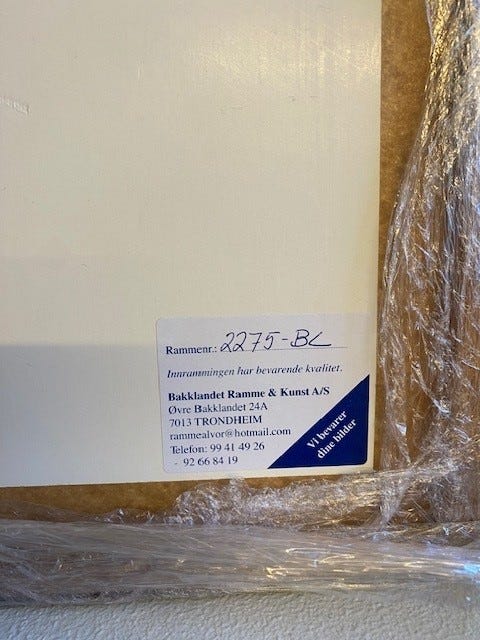 Rammenr.: 2275-BL
Innrammingen har bevarende kvalitet.
Bakklandet Ramme & Kunst A/S
Øvre Bakklandet 24A
7013 TRONDHEIM
rammealvor@hotmail.com
Telefon: 99 41 49 26
- 92 66 84 19
Vi bevarer
dine bilder